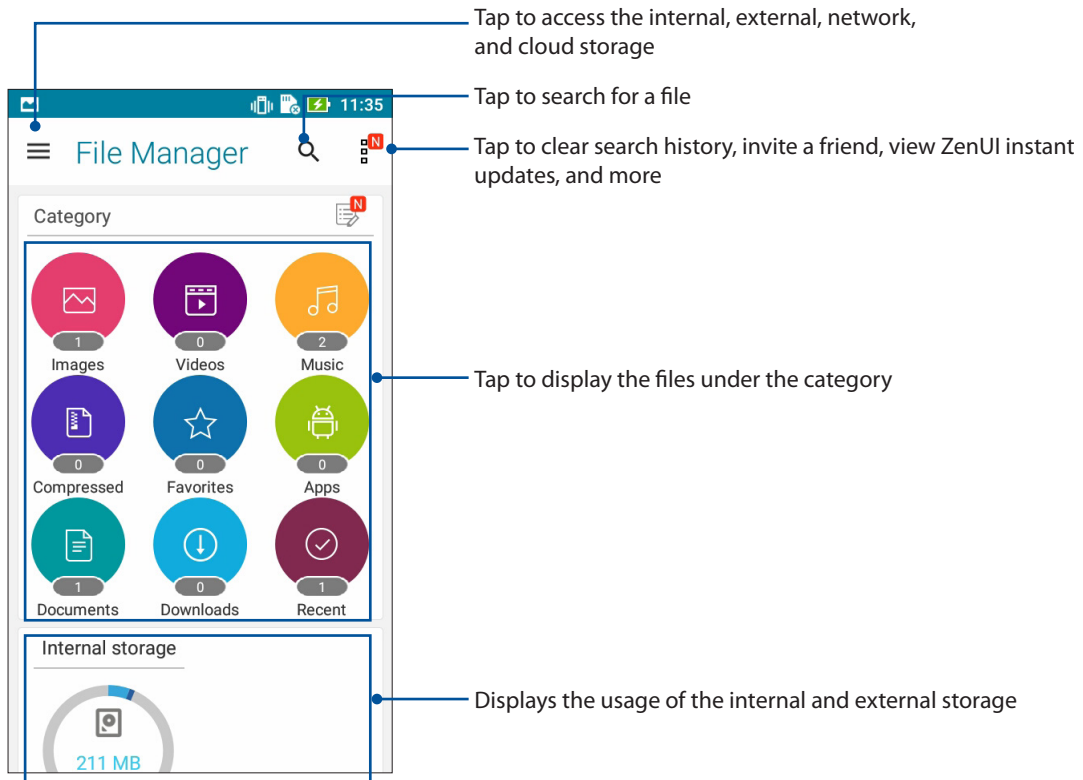 Tap to access the internal, external, network,
and cloud storage
Tap to search for a file
Tap to clear search history, invite a friend, view ZenUI instant
updates, and more
11:35
File Manager
N
Category
N
1
0
2
Images
Videos
Music
Tap to display the files under the category
0
0
0
Compressed
Favorites
Apps
1
0
1
Documents
Downloads
Recent
Internal storage
Displays the usage of the internal and external storage
211 MB